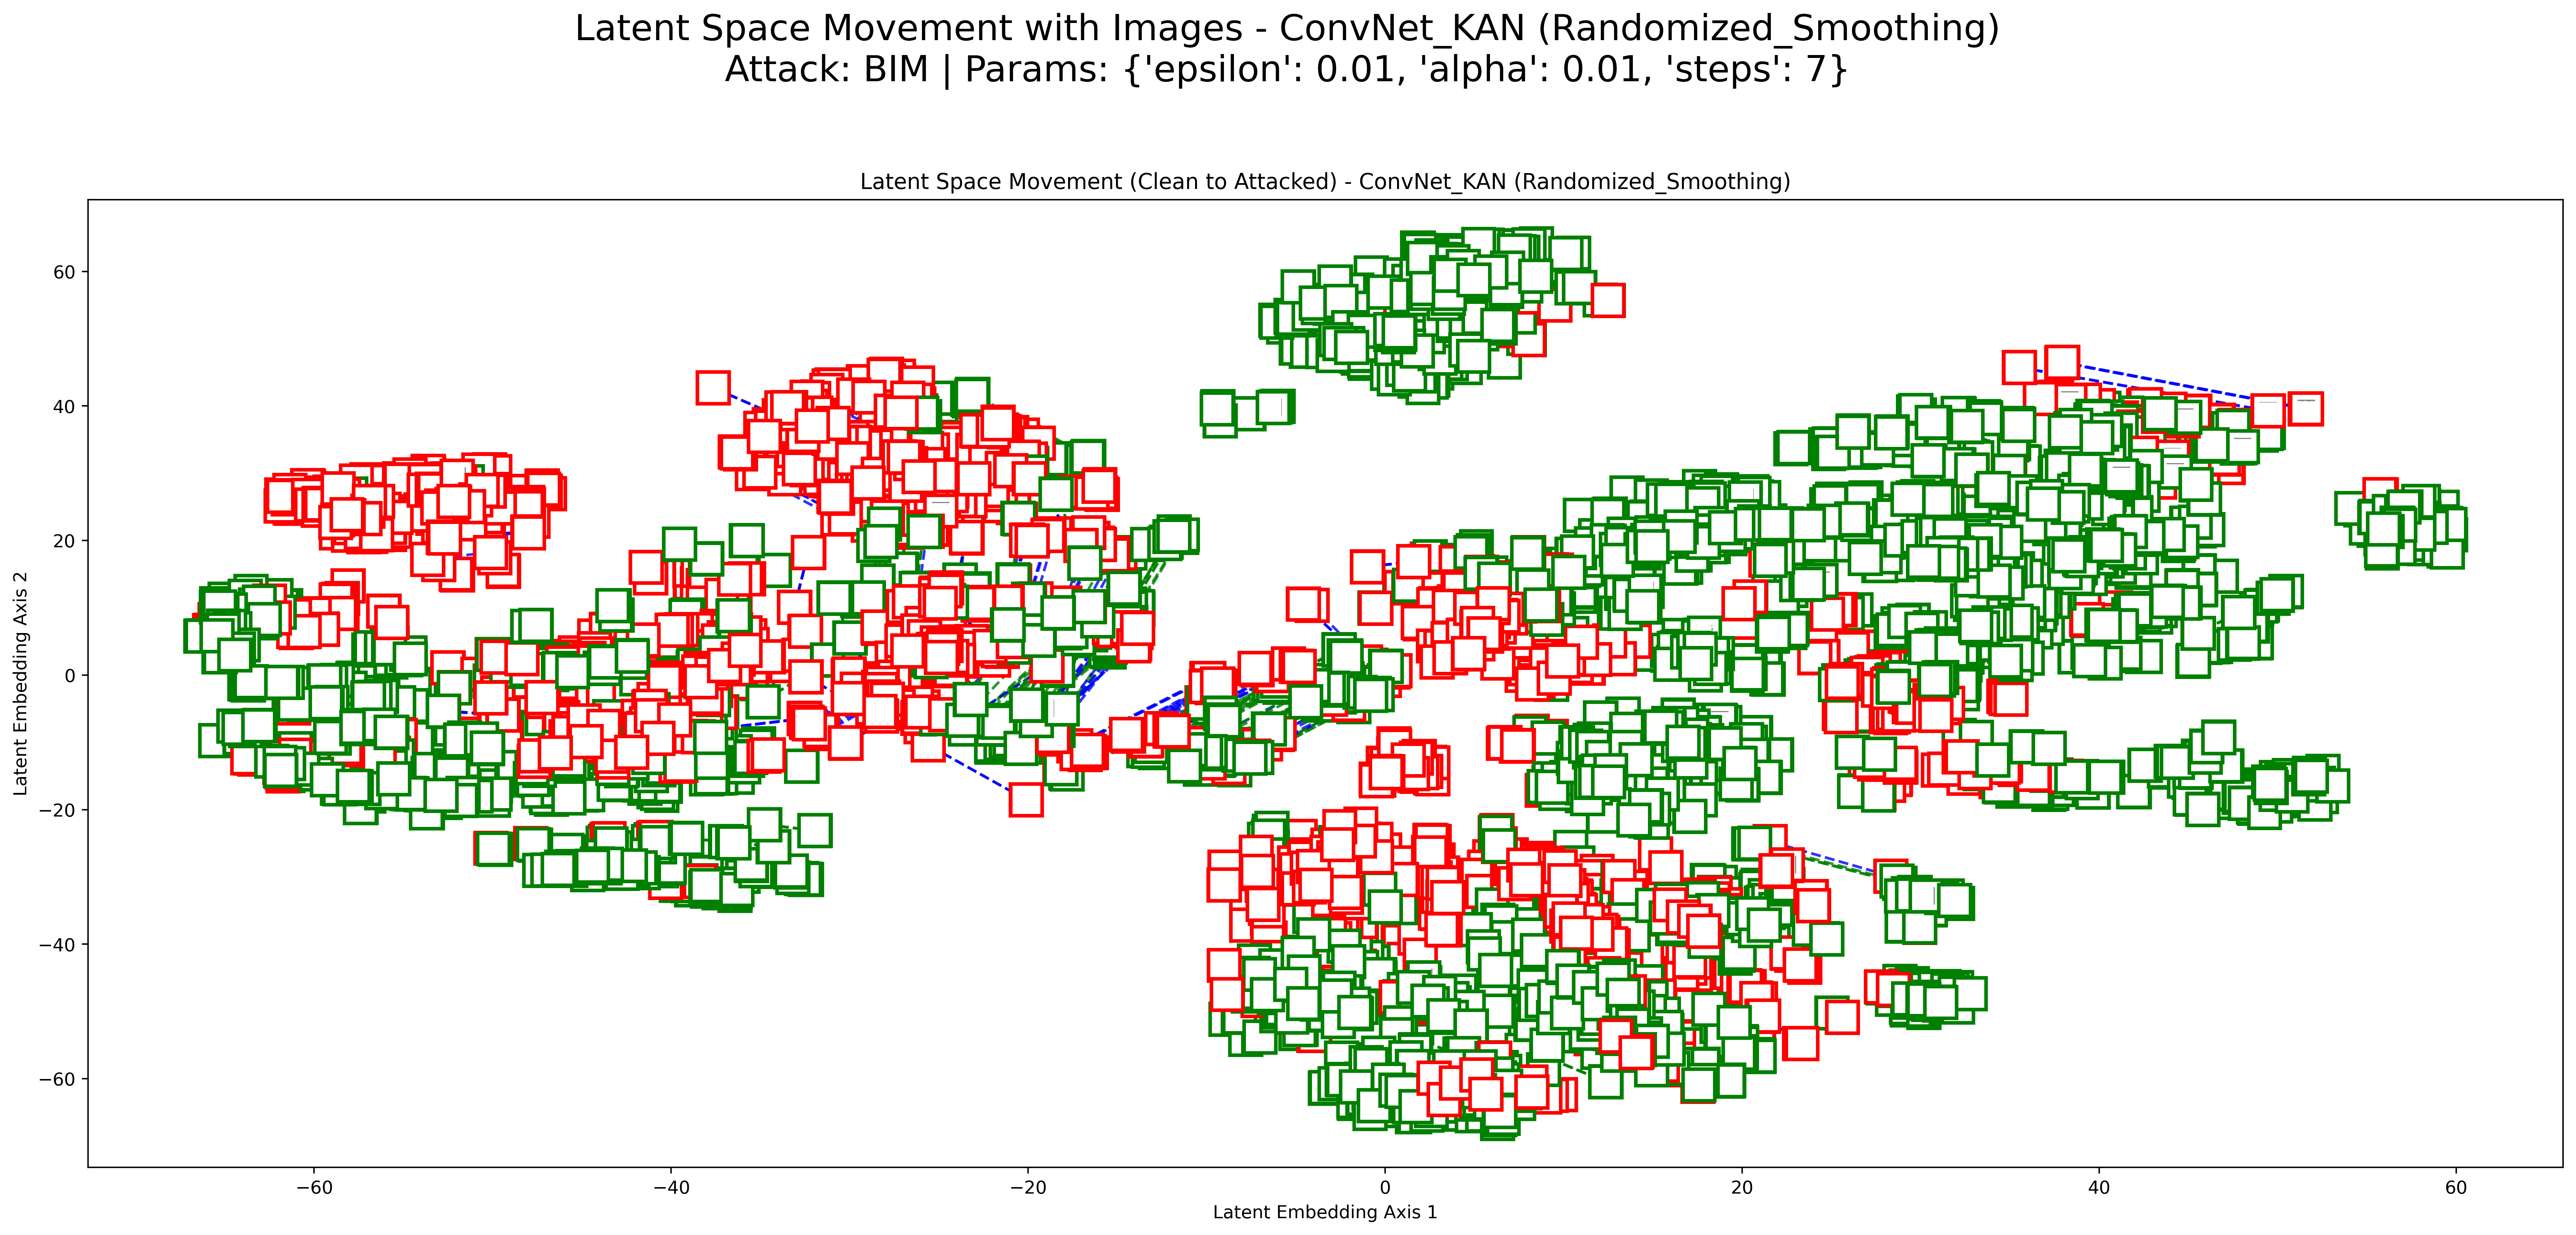 Latent Space Movement with Images - ConvNet_KAN (Randomized_Smoothing)
Attack: BIM | Params: {'epsilon': 0.01, 'alpha': 0.01, 'steps': 7}
Latent Space Movement (Clean to Attacked) - ConvNet_KAN (Randomized_Smoothing)
Latent Embedding Axis 2
60
40
20
0
−20
−40
−60
−60
−40
−20
0
20
40
60
Latent Embedding Axis 1